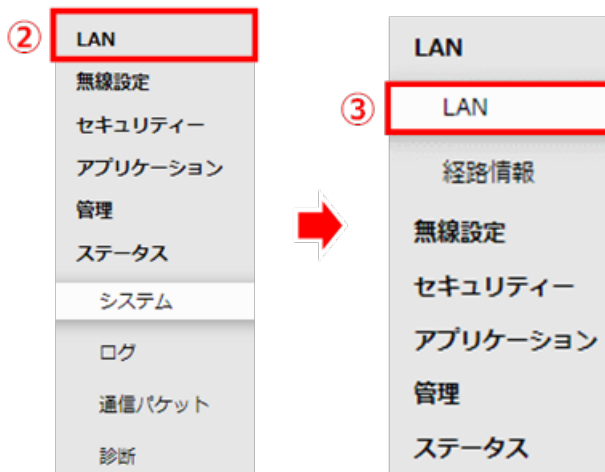 ②
LAN
無線設定
セキュリティー
アプリケーション
管理
ステータス
システム
ログ
通信パケット
診断
LAN
③
LAN
経路情報
無線設定
セキュリティー
アプリケーション
管理
ステータス